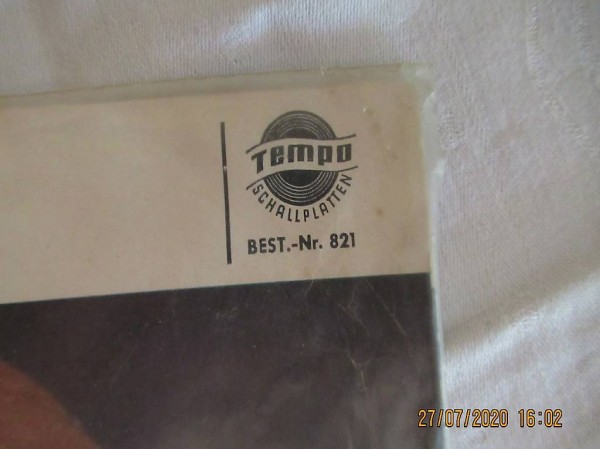 Tempo
SCHALLPLATTEN
BEST.-Nr. 821
27/07/2020 16:02